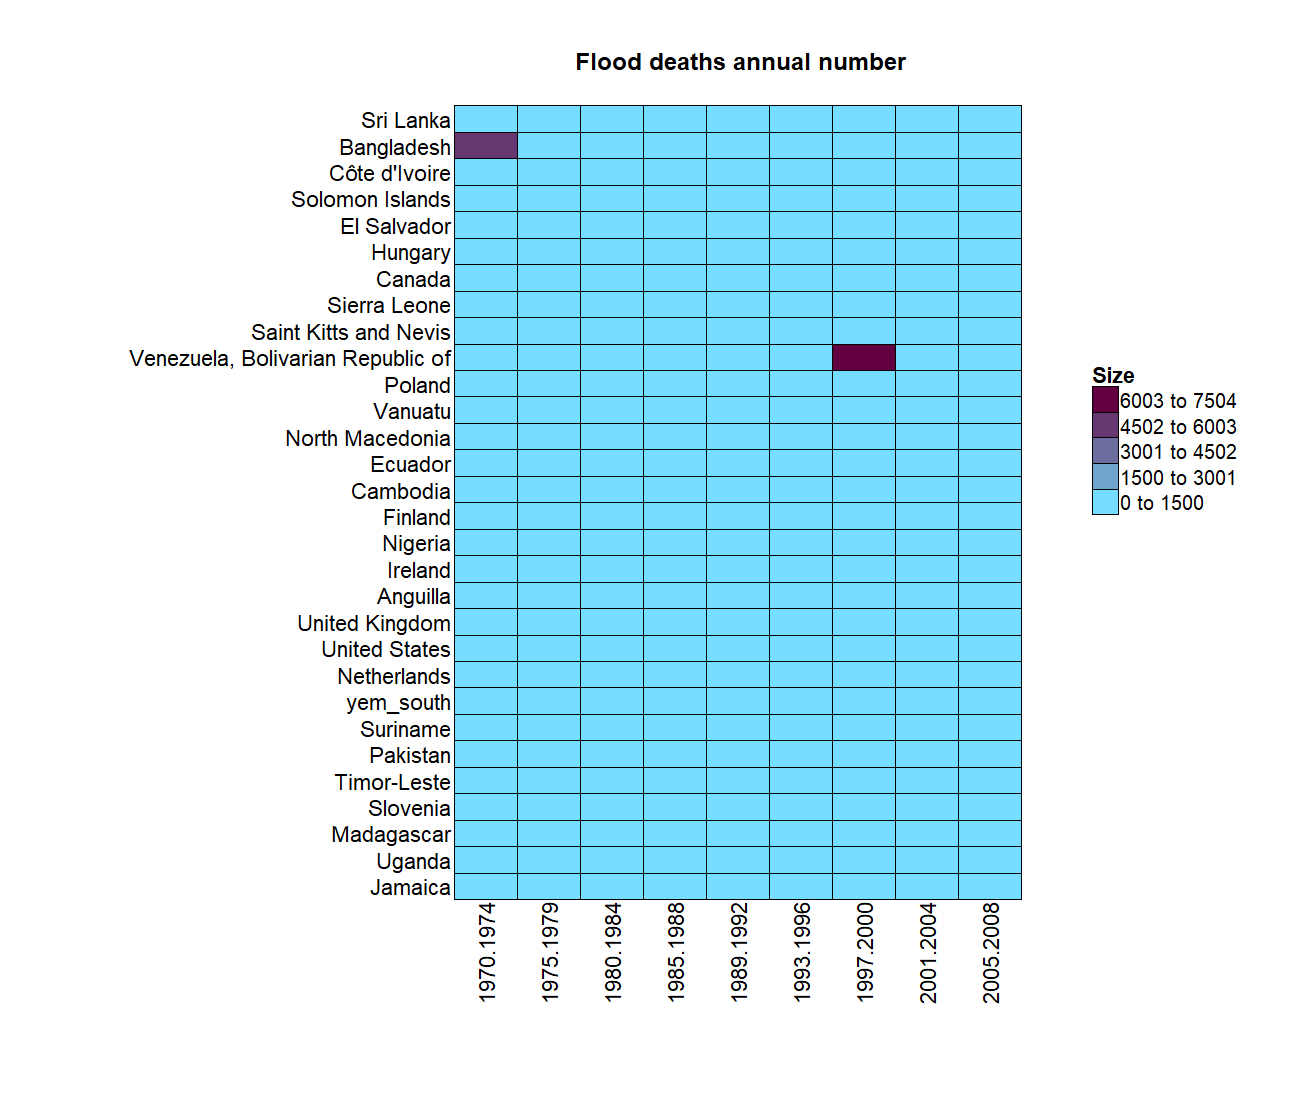 Flood deaths annual number
Sri Lanka
Bangladesh
Côte d'Ivoire
Solomon Islands
El Salvador
Hungary
Canada
Sierra Leone
Saint Kitts and Nevis
Venezuela, Bolivarian Republic of
Poland
Vanuatu
North Macedonia
Ecuador
Cambodia
Finland
Nigeria
Ireland
Anguilla
United Kingdom
United States
Netherlands
yem_south
Suriname
Pakistan
Timor-Leste
Slovenia
Madagascar
Uganda
Jamaica
1970.1974
1975.1979
1980.1984
1985.1988
1989.1992
1993.1996
1997.2000
2001.2004
2005.2008
Size
6003 to 7504
4502 to 6003
3001 to 4502
1500 to 3001
0 to 1500